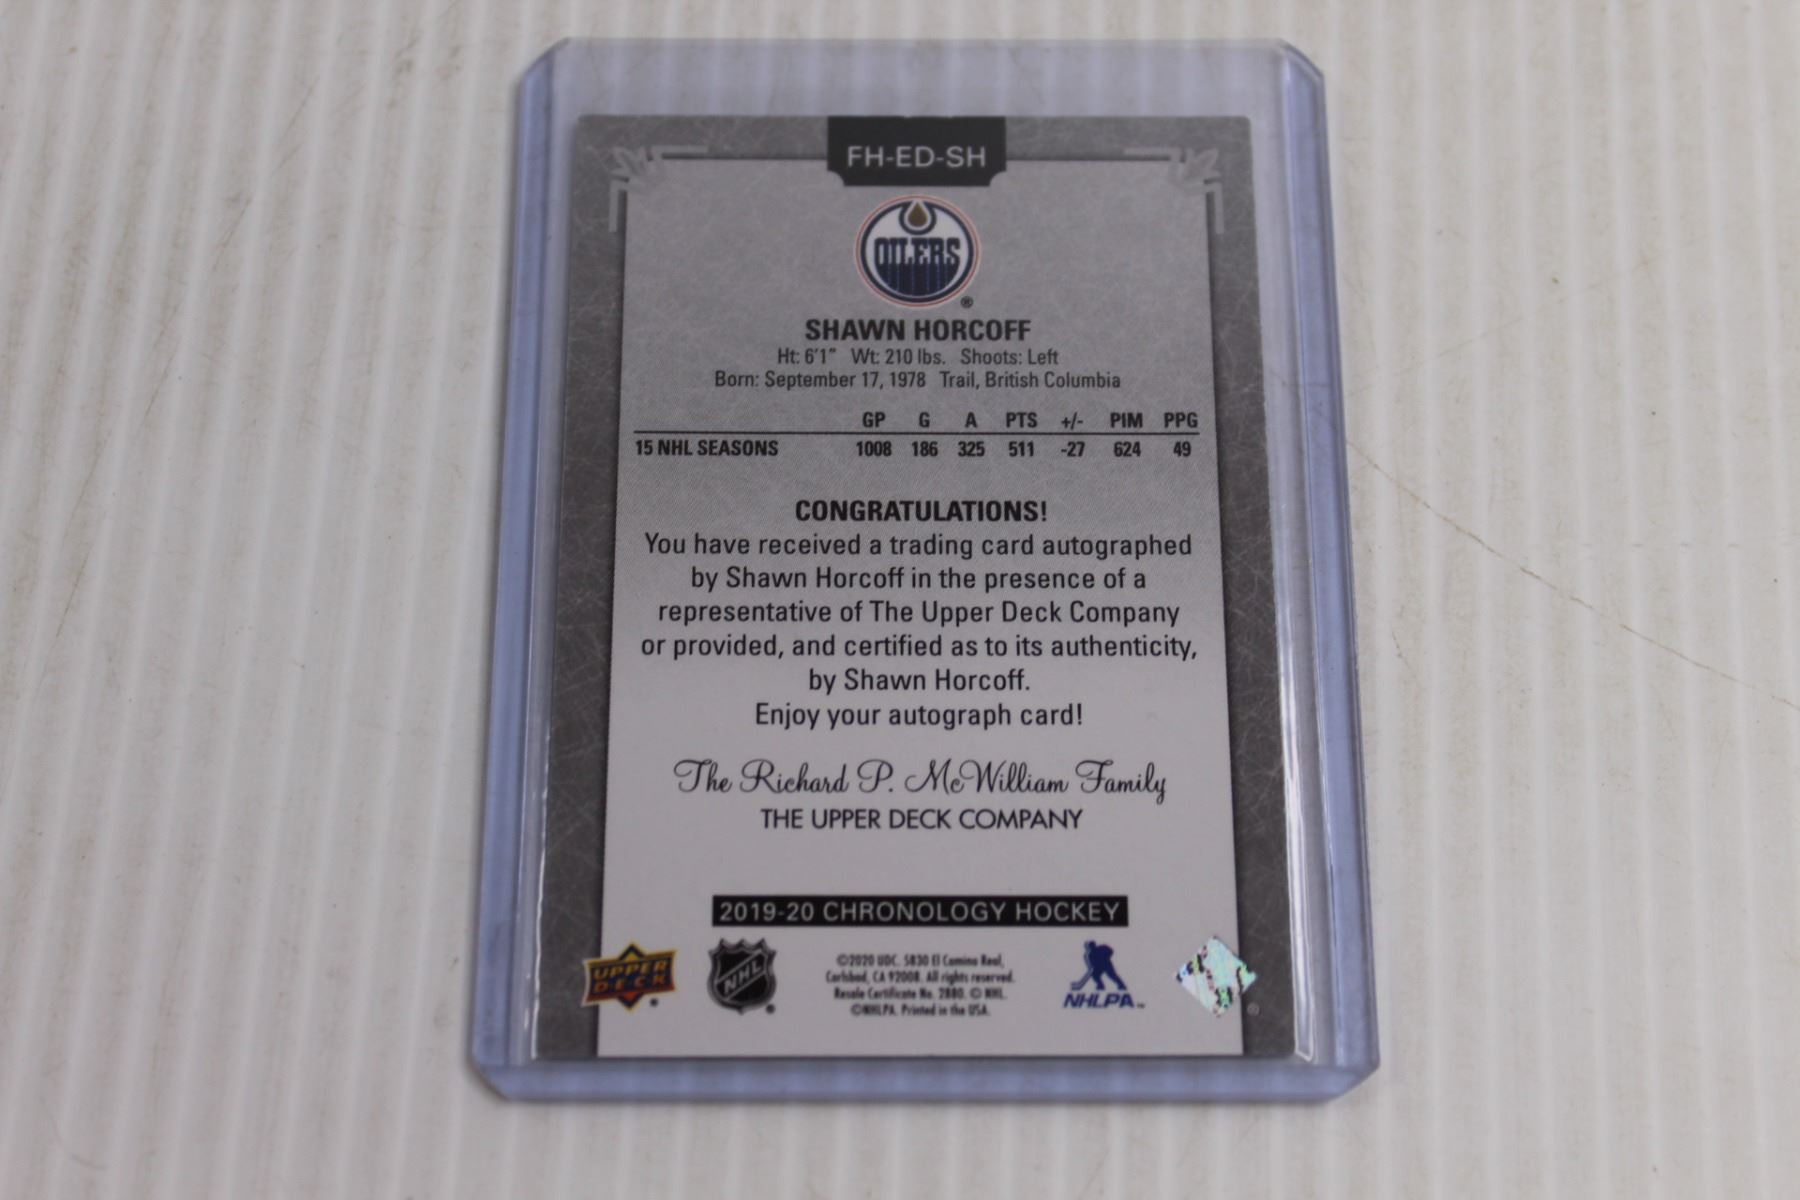 FH-ED-SH
OILERS
®
SHAWN HORCOFF
Ht: 6'1" Wt: 210 lbs. Shoots: Left
Born: September 17, 1978 Trail, British Columbia
GP G A PTS +/- PIM PPG
15 NHL SEASONS 1008 186 325 511 -27 624 49
CONGRATULATIONS!
You have received a trading card autographed
by Shawn Horcoff in the presence of a
representative of The Upper Deck Company
or provided, and certified as to its authenticity,
by Shawn Horcoff.
Enjoy your autograph card!
The Richard P. McWilliam Family
THE UPPER DECK COMPANY
2019-20 CHRONOLOGY HOCKEY
UPPER
DECK
NHL
©2020 UDC. 5830 El Camino Real,
Carlsbad, CA 92008. All rights reserved.
Resale Certificate No. 2880. © NHL.
©NHLPA. Printed in the USA.
NHLPA™